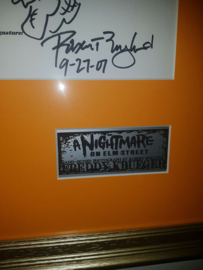 Robert Englund
9-27-07
A NIGHTMARE
ON ELM STREET
FREDDY KRUEGER